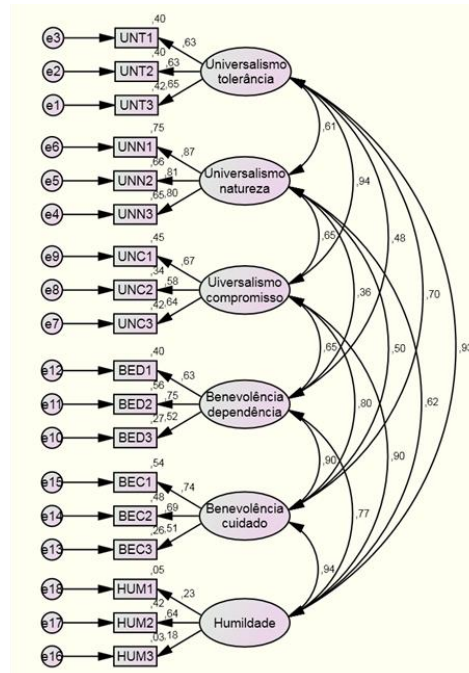 ,40
e3 UNT1 ,63
,40
e2 UNT2 ,63
,42 ,65
e1 UNT3
Universalismo
tolerância
,75
e6 UNN1 ,87
,66
e5 UNN2 ,81
,65 ,80
e4 UNN3
Universalismo
natureza
,45
e9 UNC1 ,67
,34
e8 UNC2 ,58
,42 ,64
e7 UNC3
Uiversalismo
compromisso
,40
e12 BED1 ,63
,56
e11 BED2 ,75
,27 ,52
e10 BED3
Benevolência
dependência
,54
e15 BEC1 ,74
,48
e14 BEC2 ,69
,26 ,51
e13 BEC3
Benevolência
cuidado
,05
e18 HUM1 ,23
,42
e17 HUM2 ,64
,03 ,18
e16 HUM3
Humildade
,61
,94
,65 ,48
,36 ,70
,65 ,50 ,93
,80 ,62
,90 ,90
,77
,94